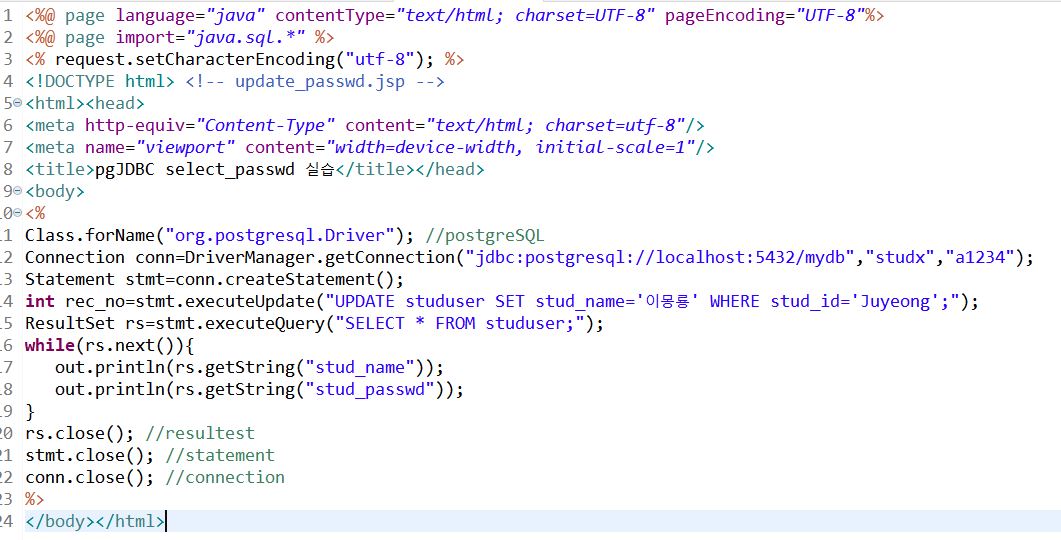 1 <%@ page language="java" contentType="text/html; charset=UTF-8" pageEncoding="UTF-8"%>
2 <%@ page import="java.sql.*" %>
3 <% request.setCharacterEncoding("utf-8"); %>
4 <!DOCTYPE html> <!-- update_passwd.jsp -->
5 <html><head>
6 <meta http-equiv="Content-Type" content="text/html; charset=utf-8"/>
7 <meta name="viewport" content="width=device-width, initial-scale=1"/>
8 <title>pgJDBC select_passwd 실습</title></head>
9 <body>
10 <%
11 Class.forName("org.postgresql.Driver"); //postgreSQL
12 Connection conn=DriverManager.getConnection("jdbc:postgresql://localhost:5432/mydb","studx","a1234");
13 Statement stmt=conn.createStatement();
14 int rec_no=stmt.executeUpdate("UPDATE studuser SET stud_name='이몽룡' WHERE stud_id='Juyeong';");
15 ResultSet rs=stmt.executeQuery("SELECT * FROM studuser;");
16 while(rs.next()){
17    out.println(rs.getString("stud_name"));
18    out.println(rs.getString("stud_passwd"));
19 }
20 rs.close(); //resultest
21 stmt.close(); //statement
22 conn.close(); //connection
23 %>
24 </body></html>